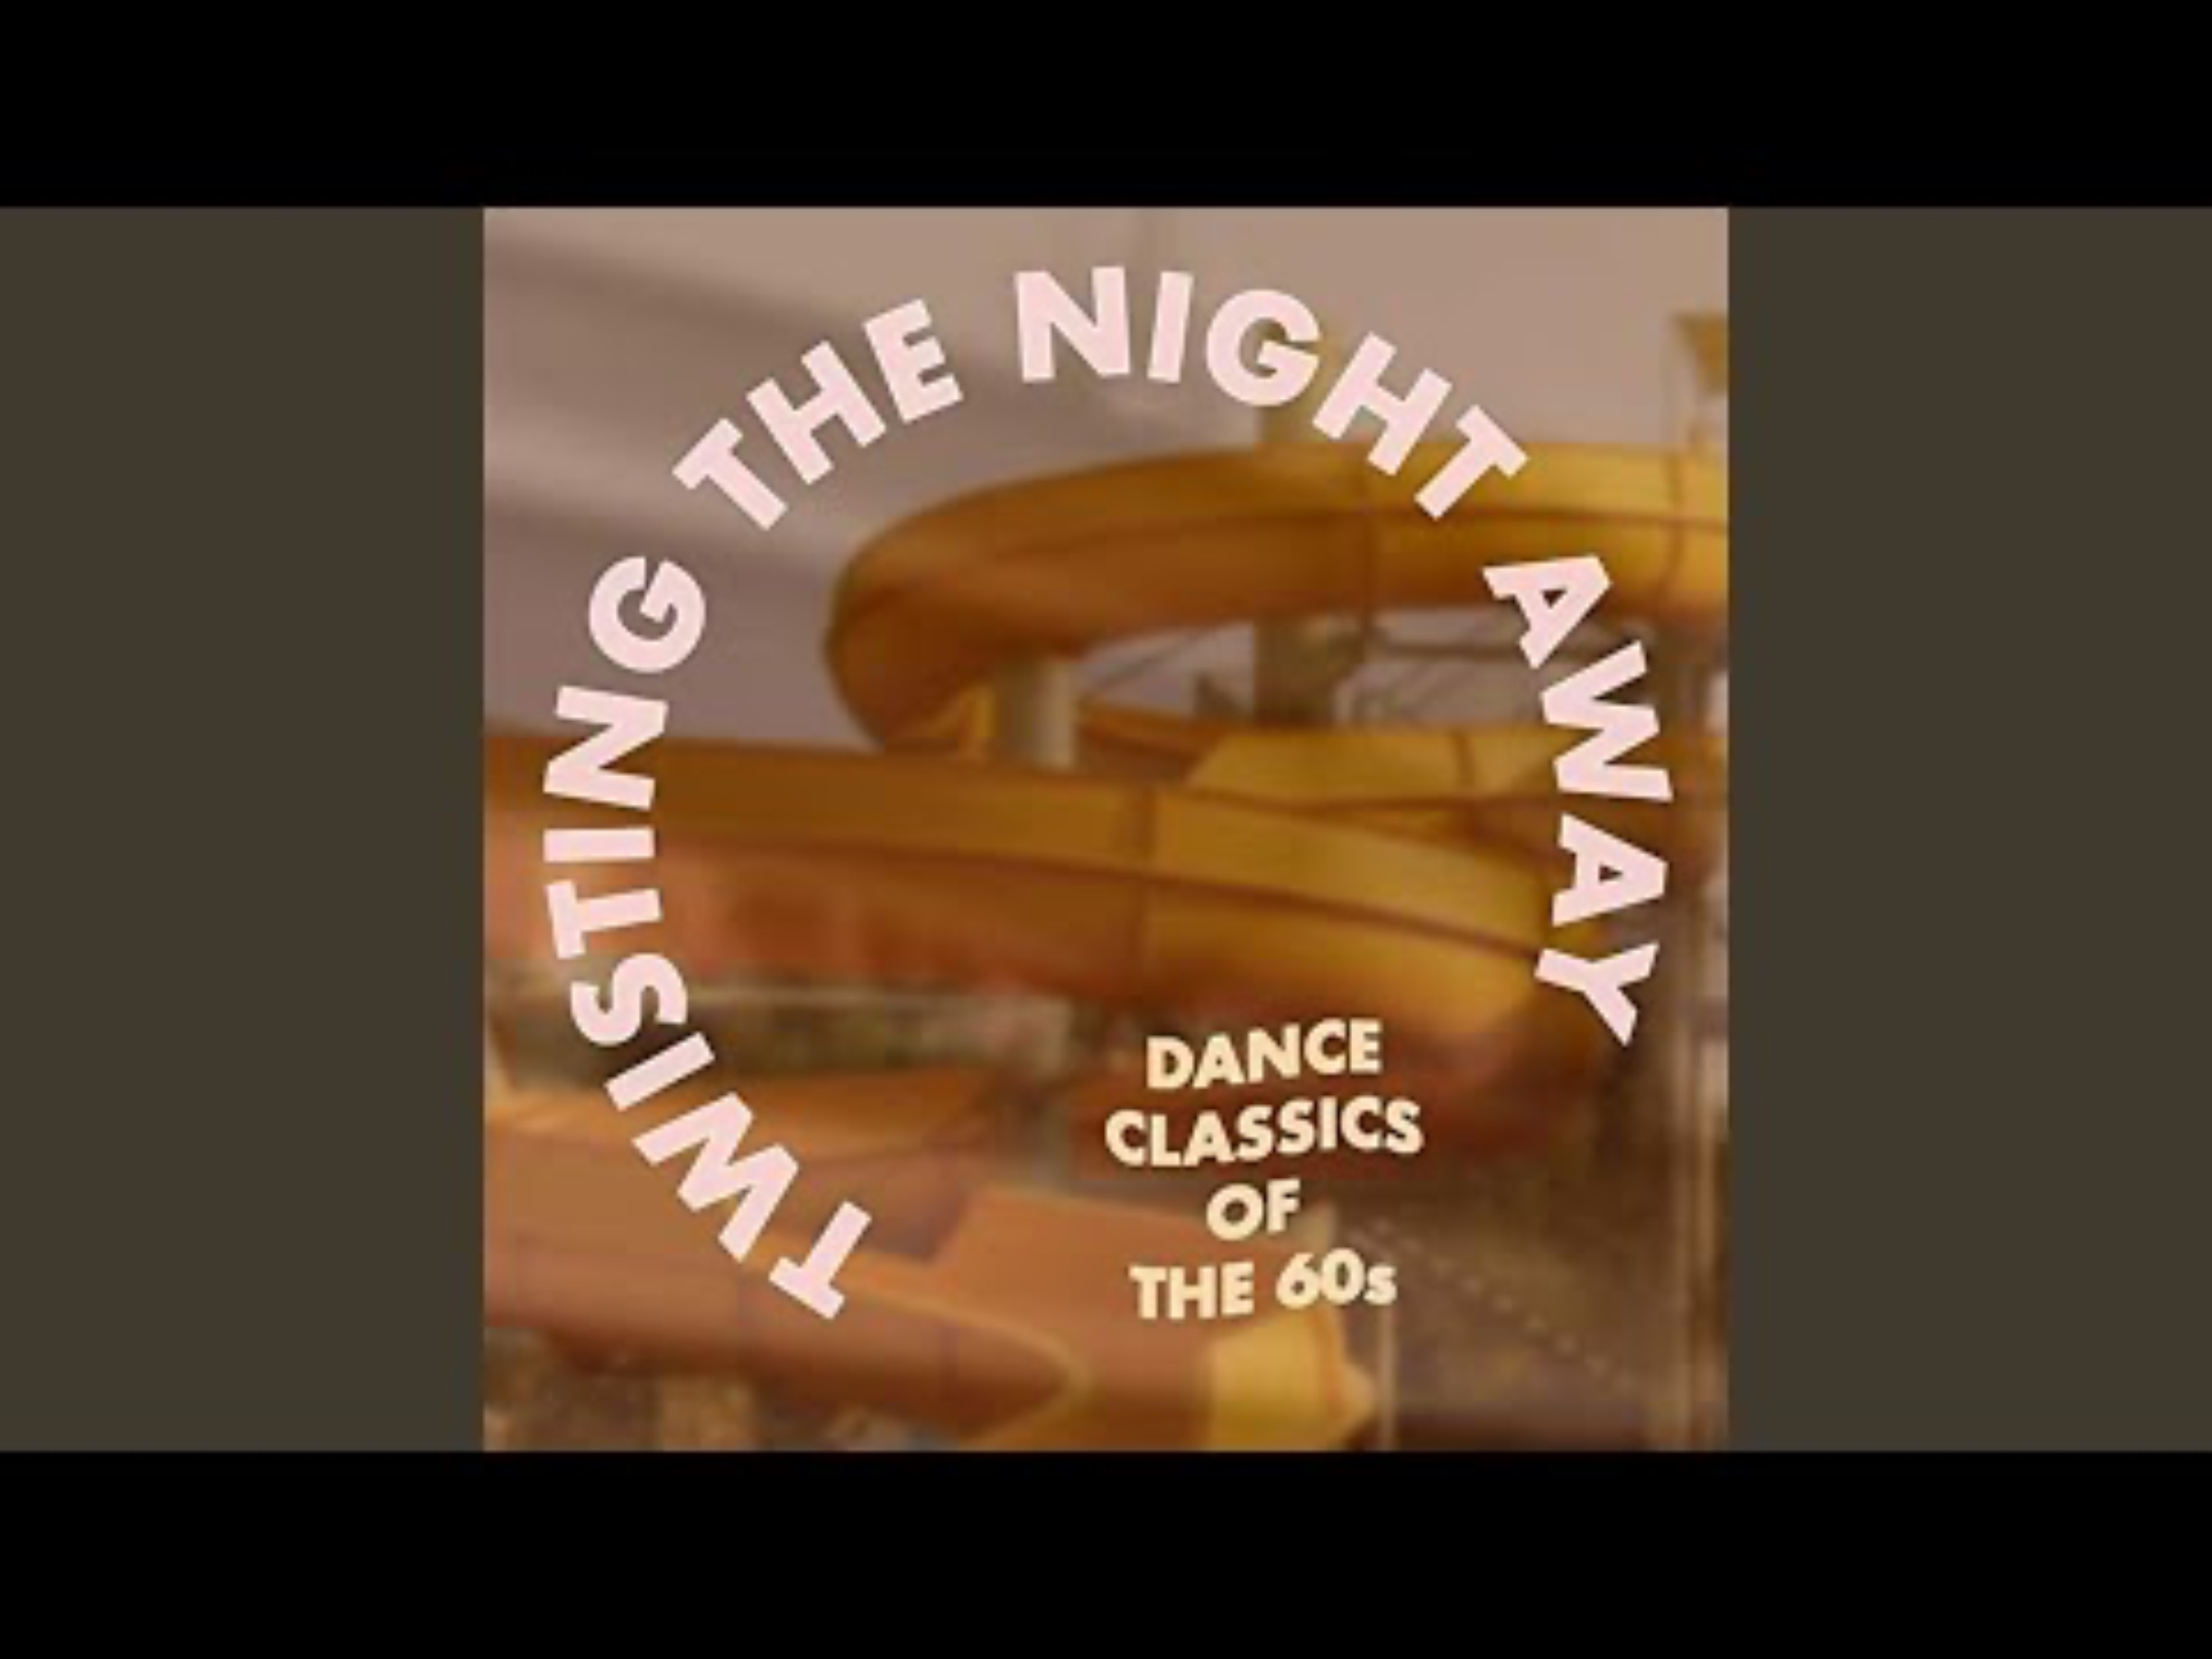 TWISTING THE NIGHT AWAY
DANCE
CLASSICS
OF
THE 60s